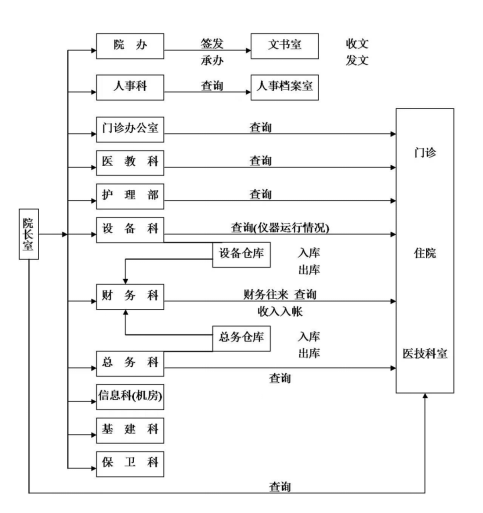 院 办
签发
承办
文书室
收文
发文
人事科
查询
人事档案室
门诊办公室
查询
医 教 科
查询
护 理 部
查询
院长室
设 备 科
查询(仪器运行情况)
设备仓库
入库
出库
财 务 科
财务往来 查询
收入入帐
总务仓库
入库
出库
总 务 科
查询
信息科(机房)
基 建 科
保 卫 科
查询
门诊
住院
医技科室